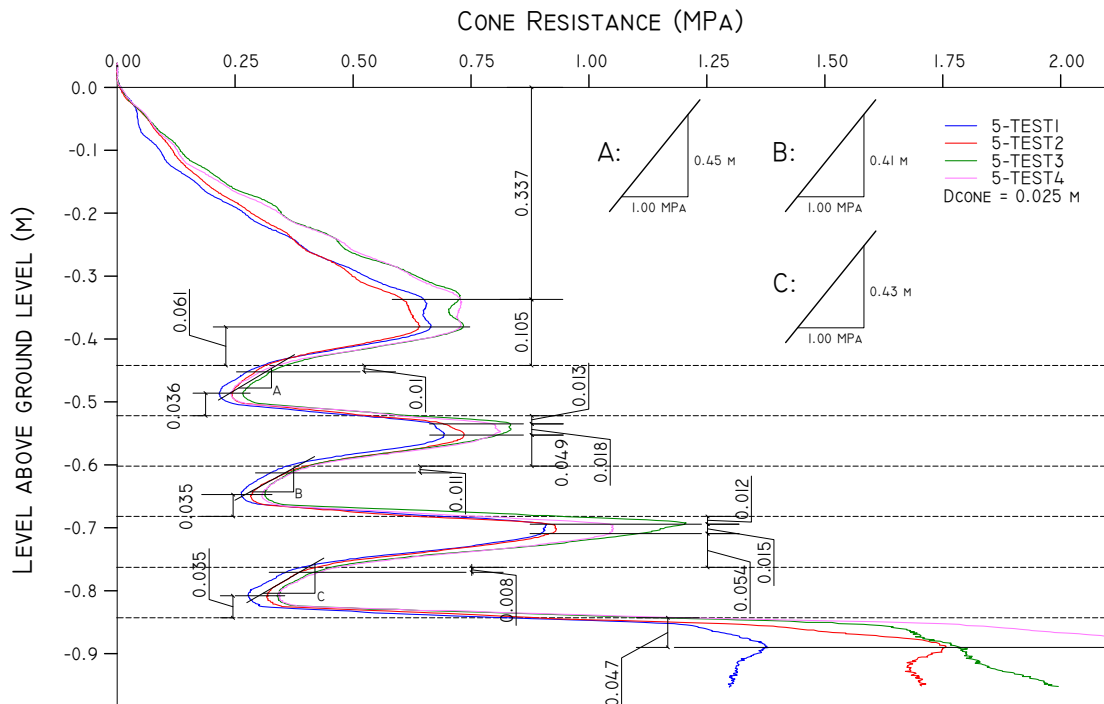 CONE RESISTANCE (MPA)
0.00 0.25 0.50 0.75 1.00 1.25 1.50 1.75 2.00
LEVEL ABOVE GROUND LEVEL (M)
0.0
-0.1
-0.2
-0.3
-0.4
-0.5
-0.6
-0.7
-0.8
-0.9
A:
0.45 M
1.00 MPA
B:
0.41 M
1.00 MPA
C:
0.43 M
1.00 MPA
5-TEST1
5-TEST2
5-TEST3
5-TEST4
DCONE = 0.025 M
0.337
0.061
0.105
A
0.01
0.013
0.036
0.049
0.018
B
0.011
0.035
0.012
0.015
0.054
0.035
C
0.008
0.047